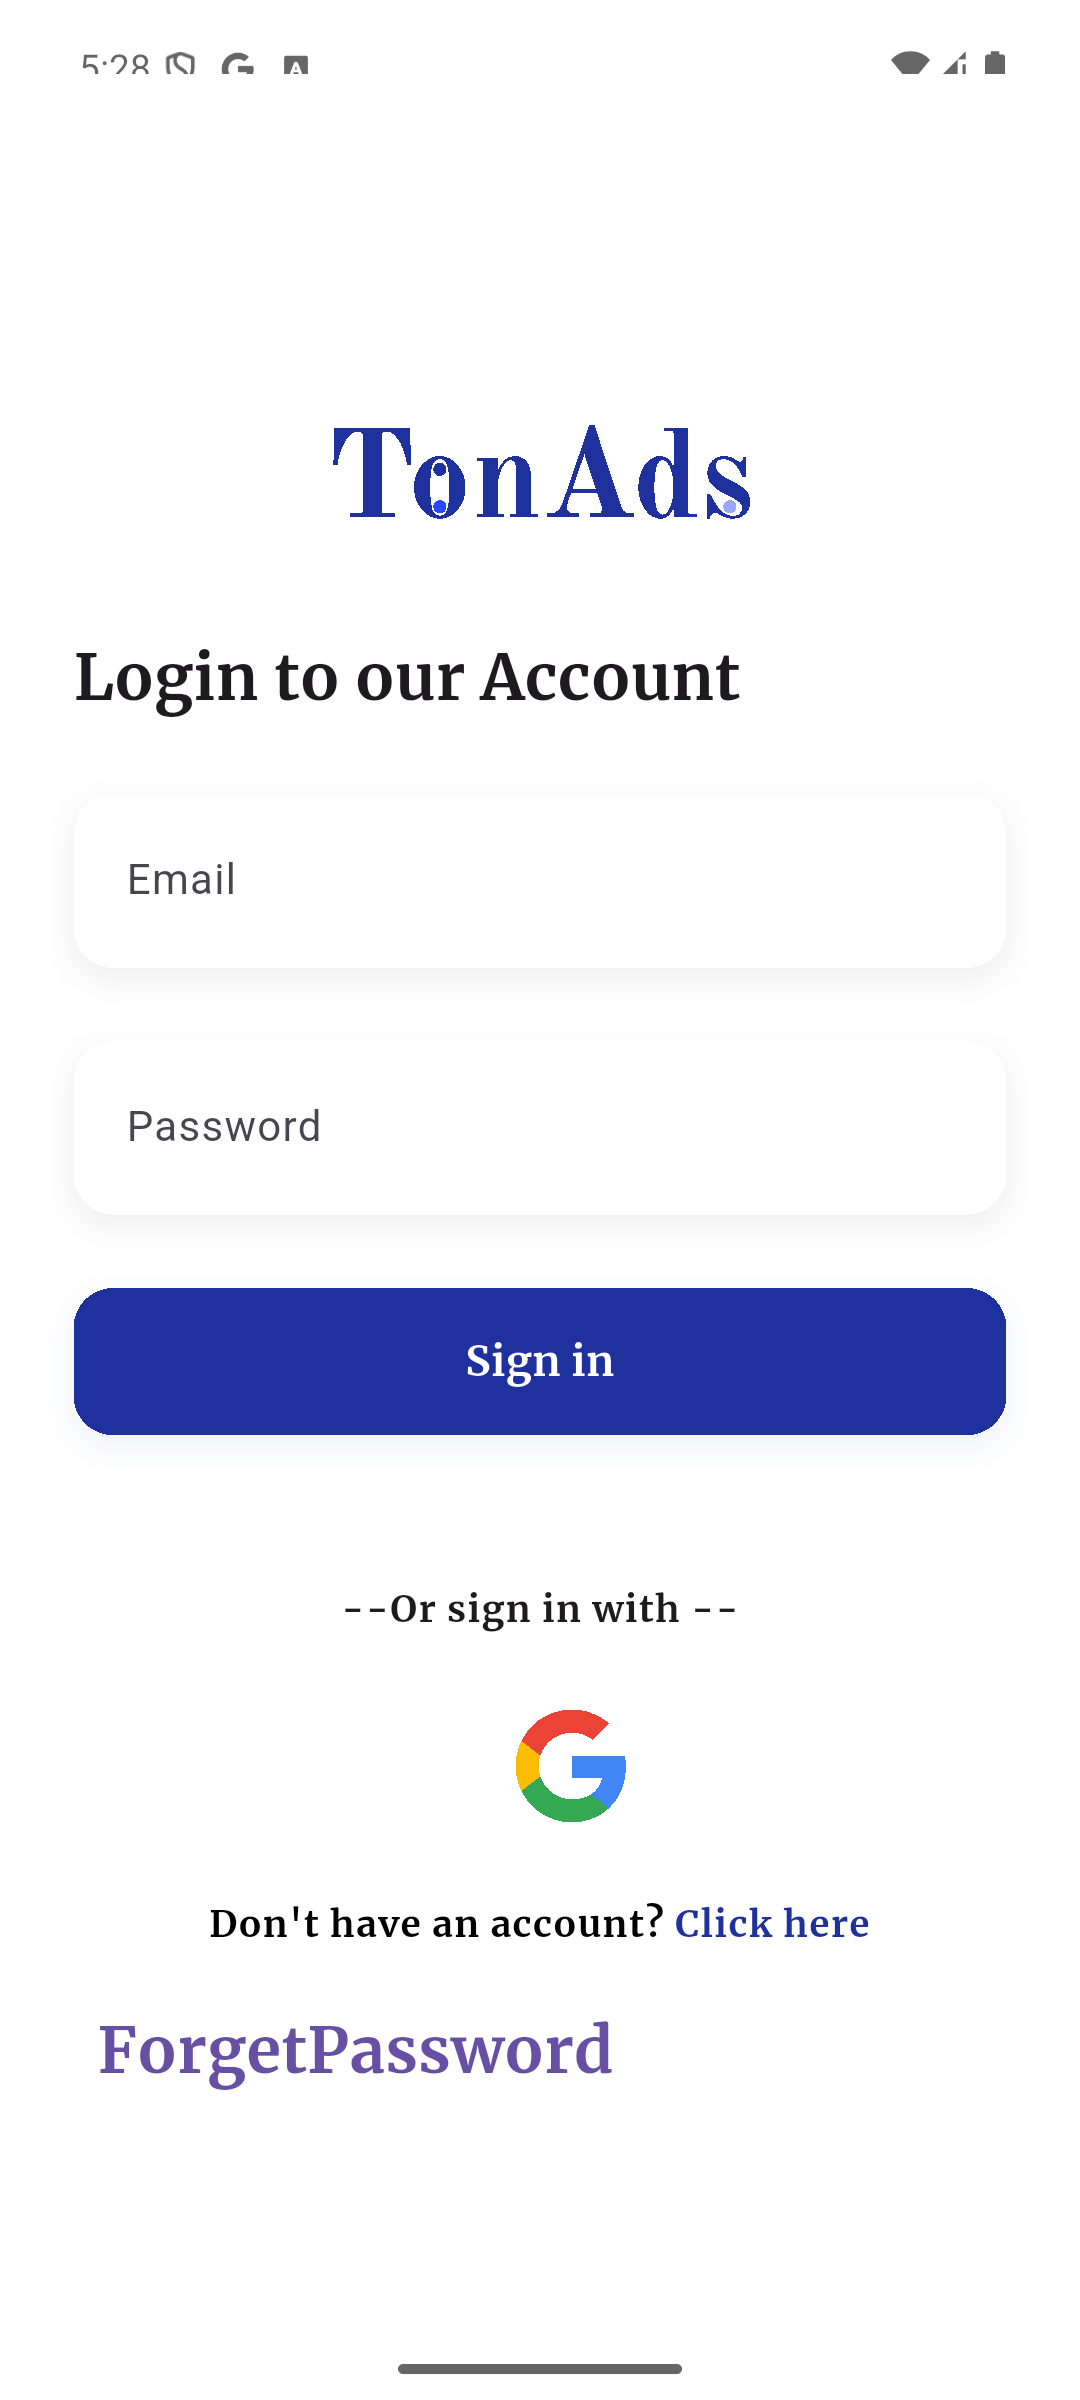 5:28
TonAds
Login to our Account
Email
Password
Sign in
--Or sign in with --
Don't have an account? Click here
ForgetPassword